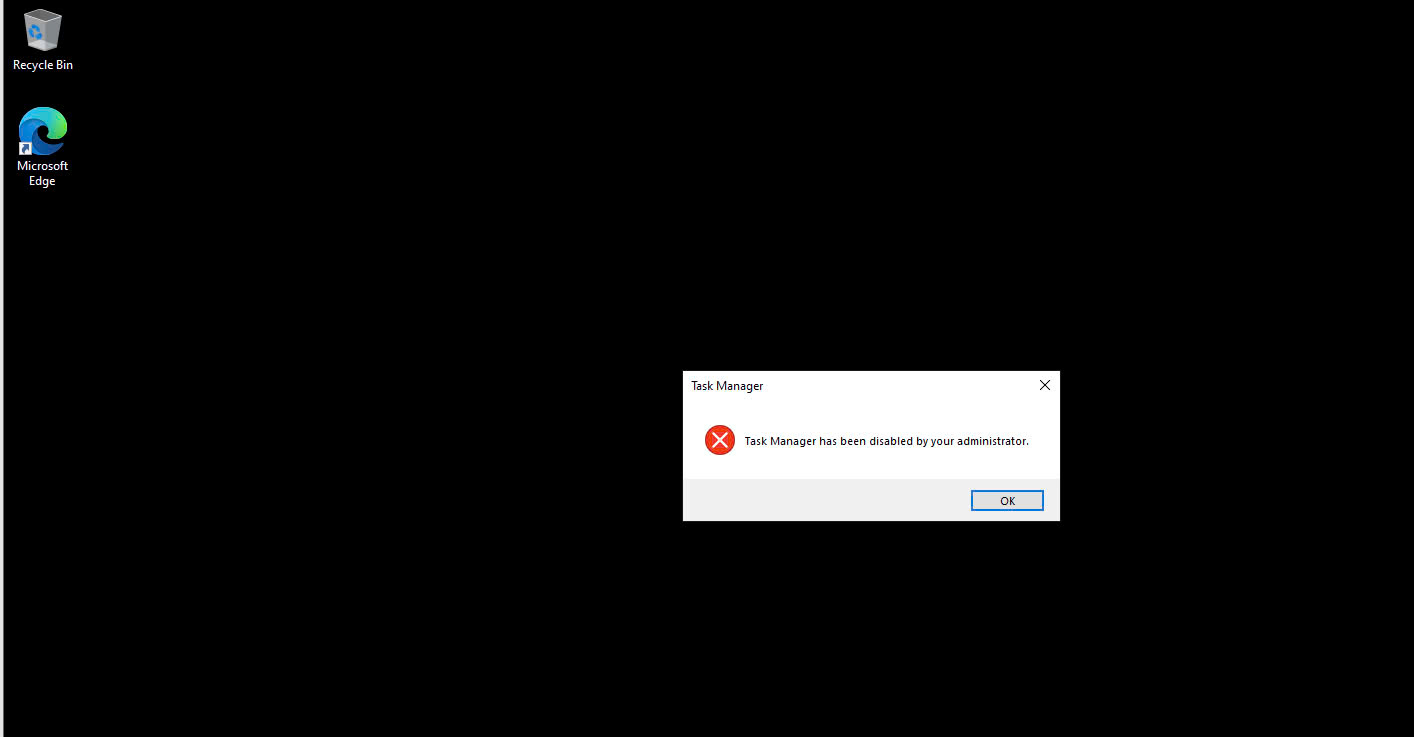 Recycle Bin
Microsoft
Edge
Task Manager
Task Manager has been disabled by your administrator.
OK